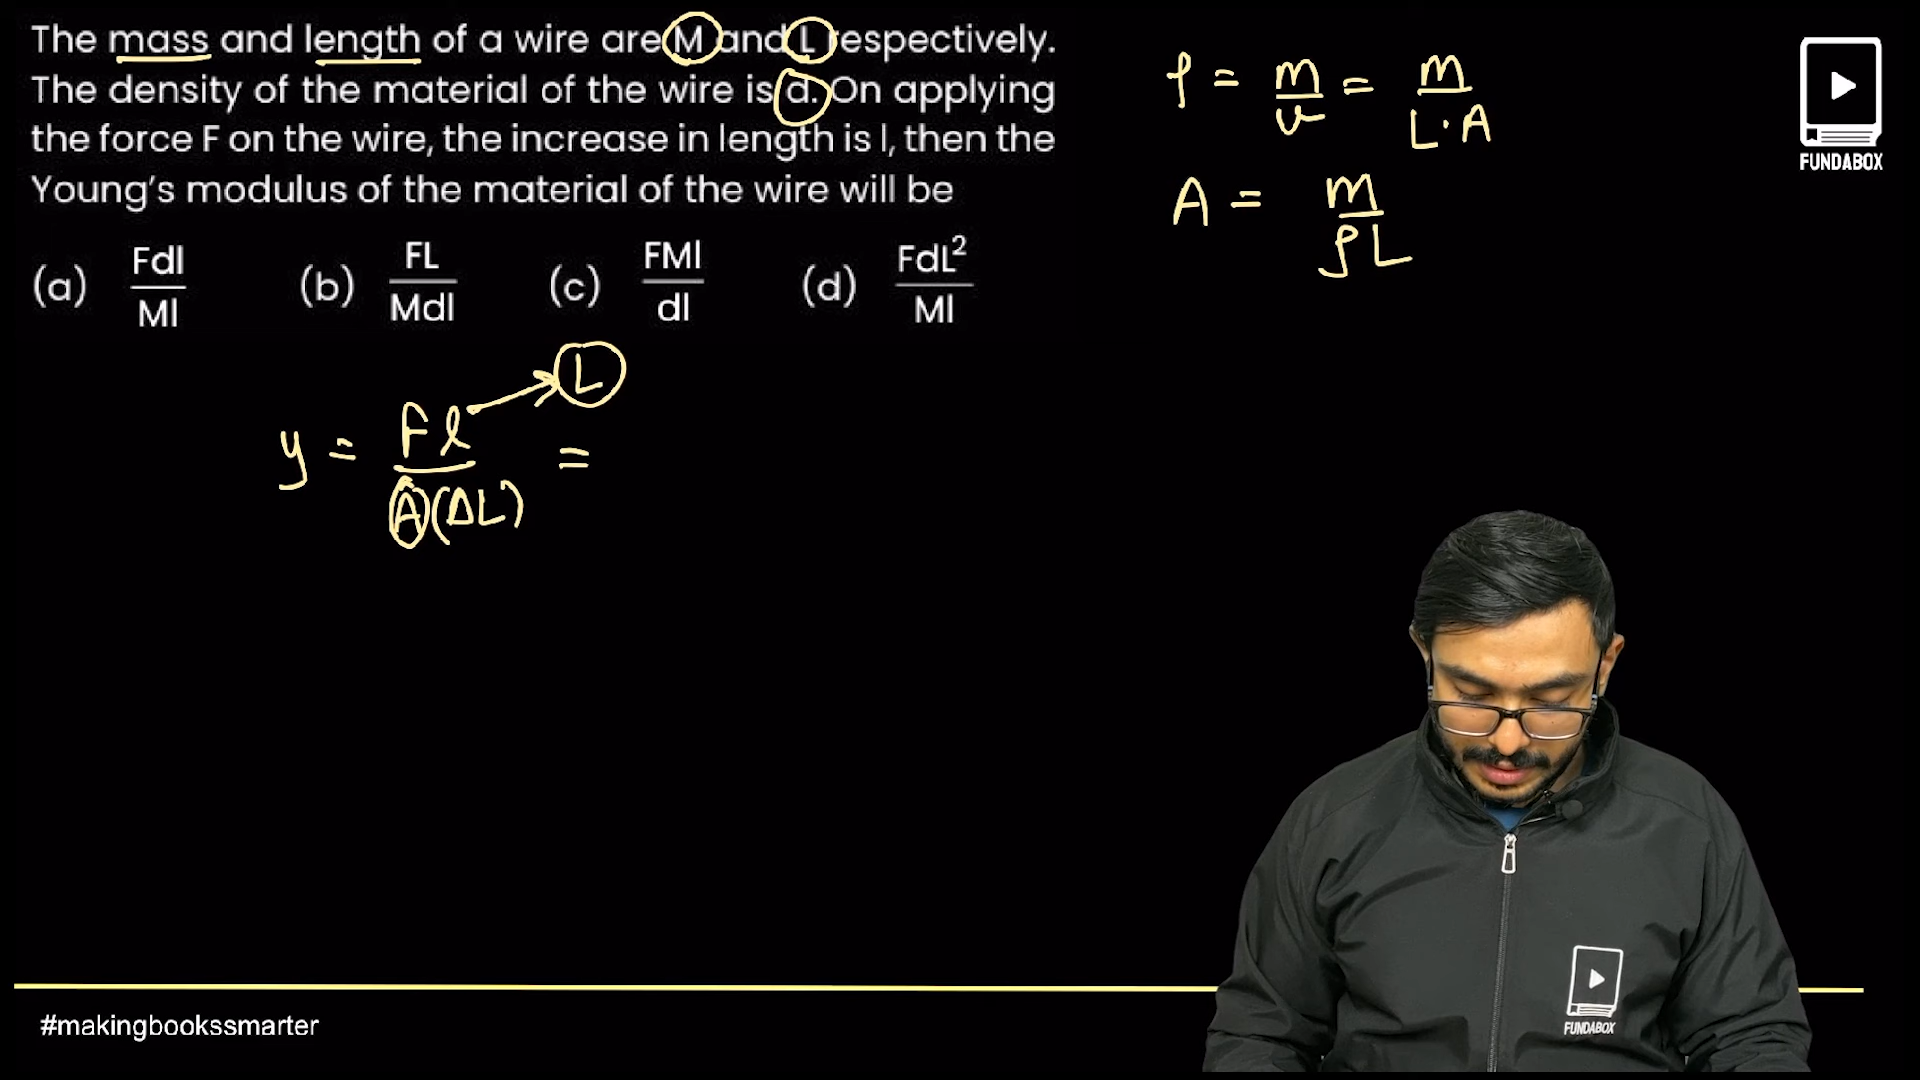 The mass and length of a wire are M and L respectively.
The density of the material of the wire is d. On applying
the force F on the wire, the increase in length is l, then the
Young's modulus of the material of the wire will be
(a) Fdl/Ml (b) FL/Mdl (c) FMl/dl (d) FdL²/Ml
ρ = m/v = m/L·A
A = m/ρL
L
y = Fl/A(ΔL) =
FUNDABOX
FUNDABOX
#makingbookssmarter